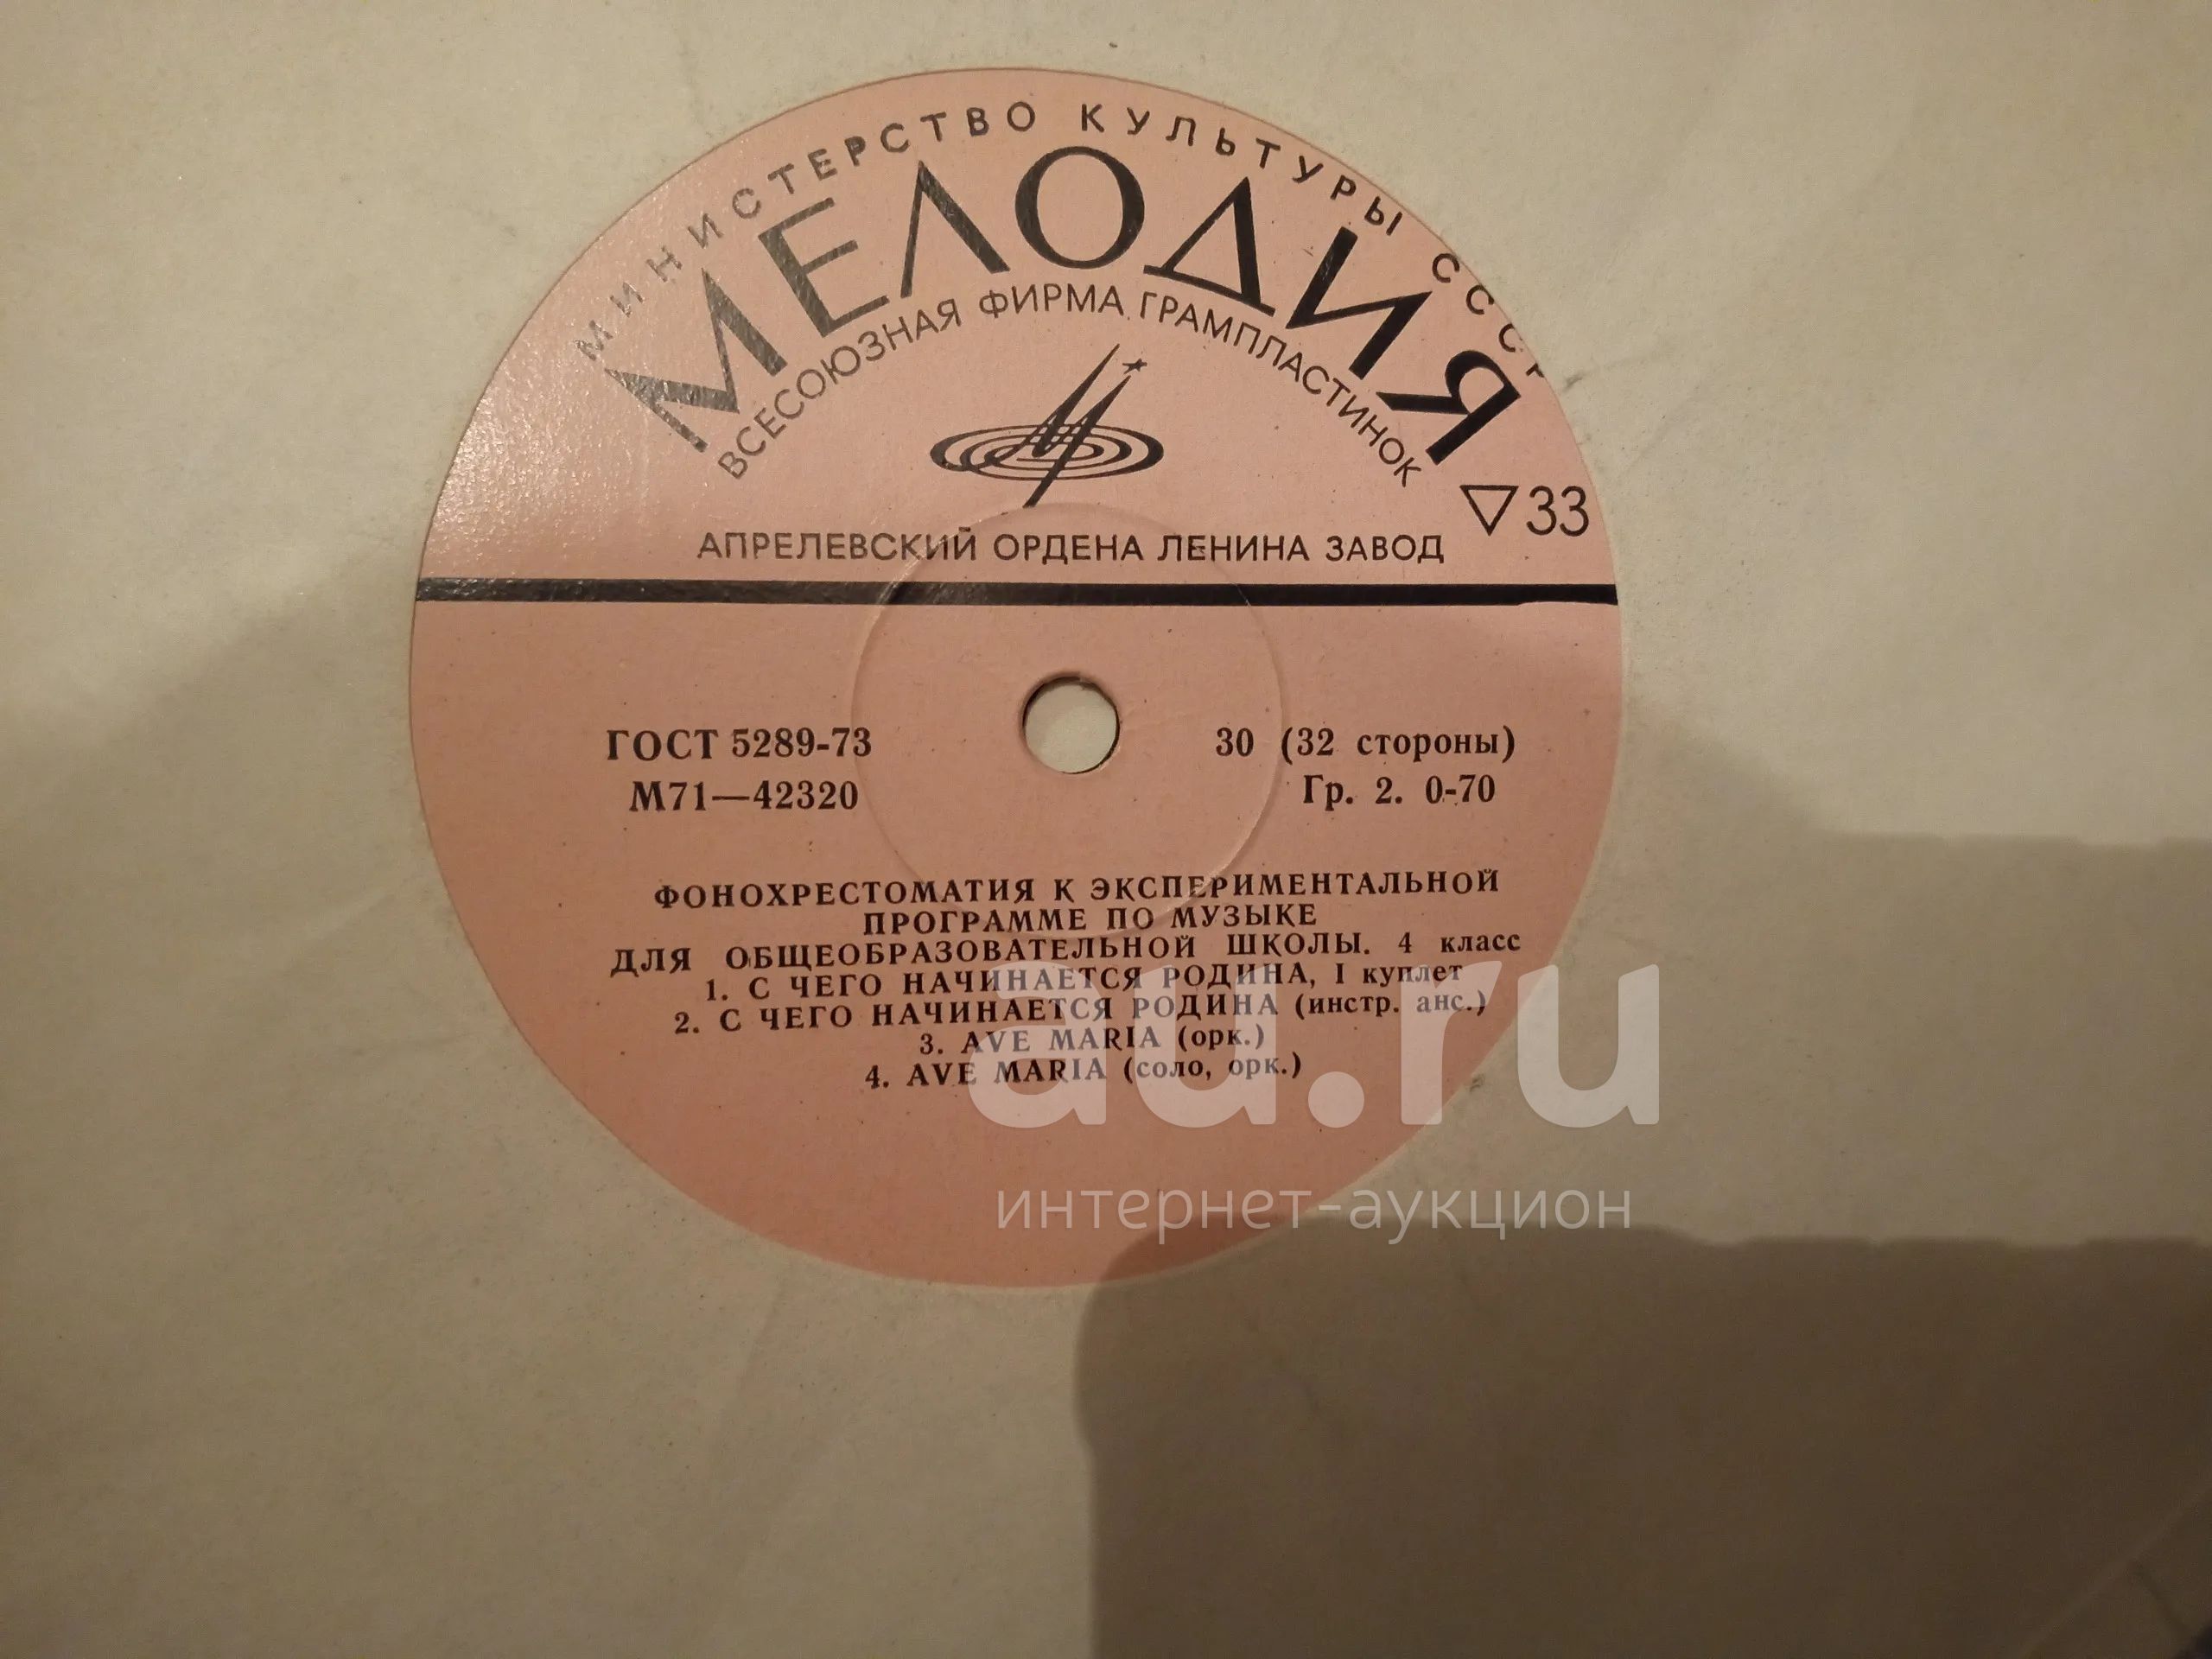 МИНИСТЕРСТВО КУЛЬТУРЫ СССР
МЕЛОДИЯ
ВСЕСОЮЗНАЯ ФИРМА ГРАМПЛАСТИНОК
▽33
АПРЕЛЕВСКИЙ ОРДЕНА ЛЕНИНА ЗАВОД
ГОСТ 5289-73
30 (32 стороны)
М71—42320
Гр. 2. 0-70
ФОНОХРЕСТОМАТИЯ К ЭКСПЕРИМЕНТАЛЬНОЙ
ПРОГРАММЕ ПО МУЗЫКЕ
ДЛЯ ОБЩЕОБРАЗОВАТЕЛЬНОЙ ШКОЛЫ. 4 класс
1. С ЧЕГО НАЧИНАЕТСЯ РОДИНА, I куплет
2. С ЧЕГО НАЧИНАЕТСЯ РОДИНА (инстр. анс.)
3. AVE MARIA (орк.)
4. AVE MARIA (соло, орк.)
au.ru
интернет-аукцион